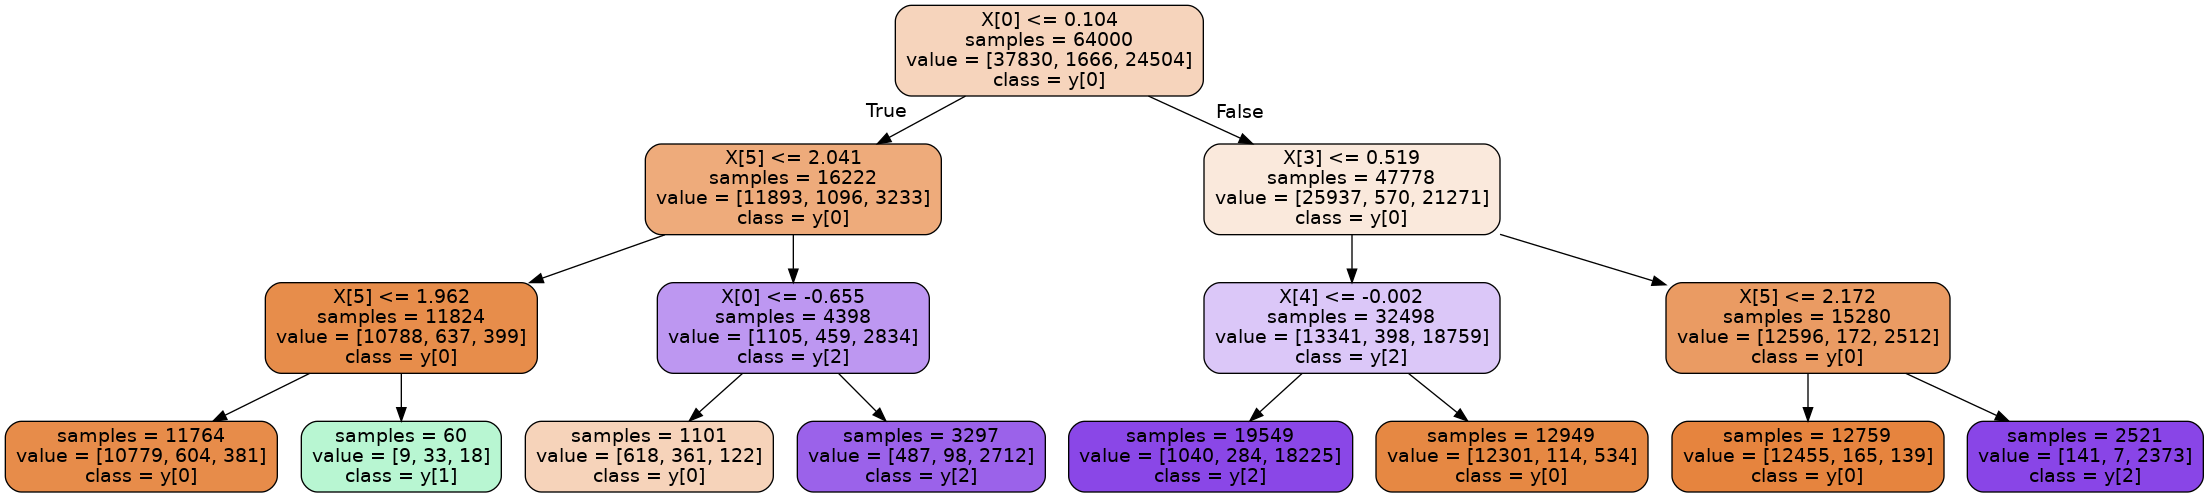 X[0] <= 0.104
samples = 64000
value = [37830, 1666, 24504]
class = y[0]
True
False
X[5] <= 2.041
samples = 16222
value = [11893, 1096, 3233]
class = y[0]
X[3] <= 0.519
samples = 47778
value = [25937, 570, 21271]
class = y[0]
X[5] <= 1.962
samples = 11824
value = [10788, 637, 399]
class = y[0]
X[0] <= -0.655
samples = 4398
value = [1105, 459, 2834]
class = y[2]
X[4] <= -0.002
samples = 32498
value = [13341, 398, 18759]
class = y[2]
X[5] <= 2.172
samples = 15280
value = [12596, 172, 2512]
class = y[0]
samples = 11764
value = [10779, 604, 381]
class = y[0]
samples = 60
value = [9, 33, 18]
class = y[1]
samples = 1101
value = [618, 361, 122]
class = y[0]
samples = 3297
value = [487, 98, 2712]
class = y[2]
samples = 19549
value = [1040, 284, 18225]
class = y[2]
samples = 12949
value = [12301, 114, 534]
class = y[0]
samples = 12759
value = [12455, 165, 139]
class = y[0]
samples = 2521
value = [141, 7, 2373]
class = y[2]